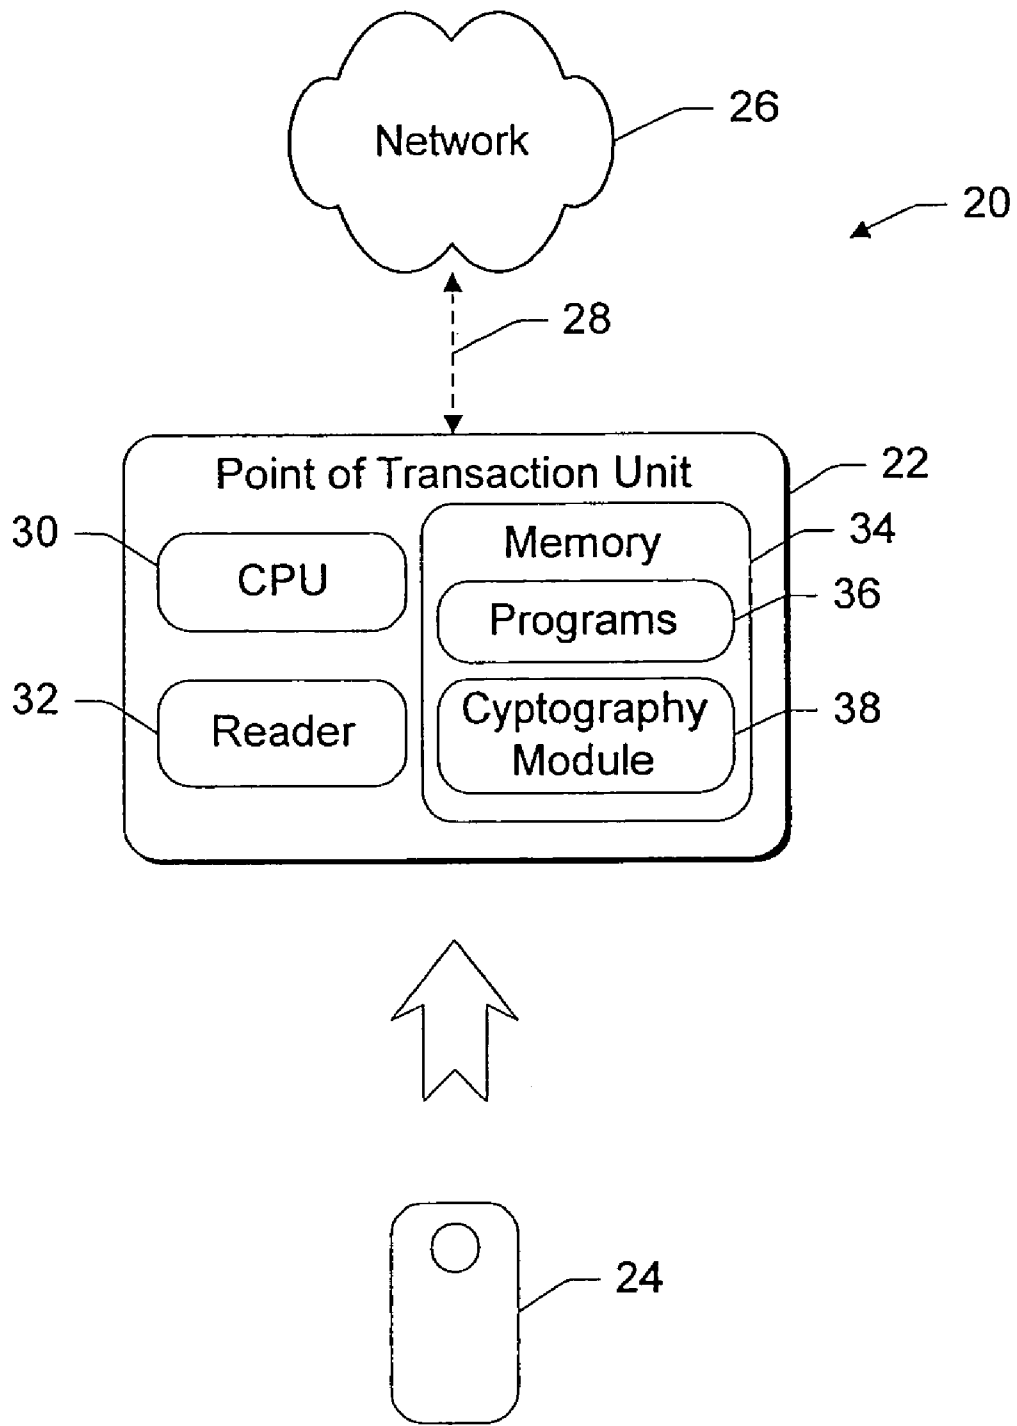 Network
26
20
28
Point of Transaction Unit
22
30
CPU
Memory
34
Programs
36
32
Reader
Cyptography
Module
38
24